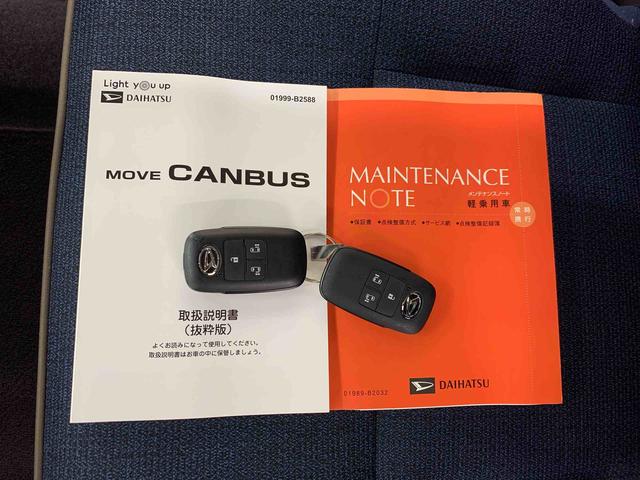 Light you up
DAIHATSU
01999-B2588
MOVE CANBUS
取扱説明書
(抜粋版)
よくお読みになって使用してください。
取扱説明書はお車の中に保管しましょう。
MAINTENANCE
NOTE
メンテナンスノート
軽乗用車
常時
携行
●保証書 ●点検整備方式 ●サービス網 ●点検整備記録簿
01989-B2032
DAIHATSU